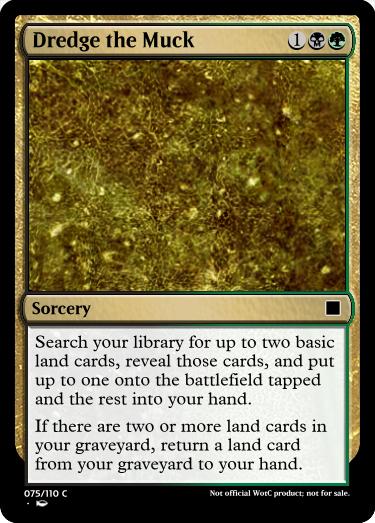 Dredge the Muck 1
Sorcery
Search your library for up to two basic
land cards, reveal those cards, and put
up to one onto the battlefield tapped
and the rest into your hand.
If there are two or more land cards in
your graveyard, return a land card
from your graveyard to your hand.
075/110 C
Not official WotC product; not for sale.